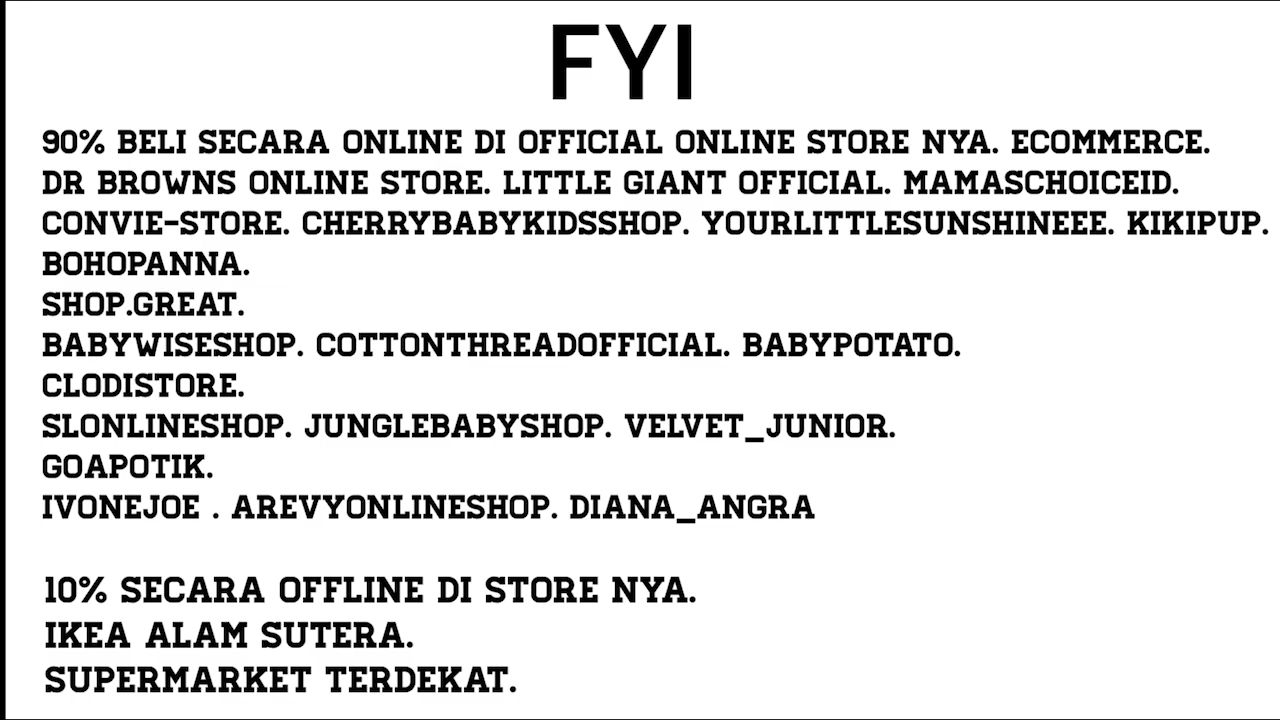 FYI
90% BELI SECARA ONLINE DI OFFICIAL ONLINE STORE NYA. ECOMMERCE.
DR BROWNS ONLINE STORE. LITTLE GIANT OFFICIAL. MAMASCHOICEID.
CONVIE-STORE. CHERRYBABYKIDSSHOP. YOURLITTLESUNSHINEEE. KIKIPUP.
BOHOPANNA.
SHOP.GREAT.
BABYWISESHOP. COTTONTHREADOFFICIAL. BABYPOTATO.
CLODISTORE.
SLONLINESHOP. JUNGLEBABYSHOP. VELVET_JUNIOR.
GOAPOTIK.
IVONEJOE . AREVYONLINESHOP. DIANA_ANGRA
10% SECARA OFFLINE DI STORE NYA.
IKEA ALAM SUTERA.
SUPERMARKET TERDEKAT.